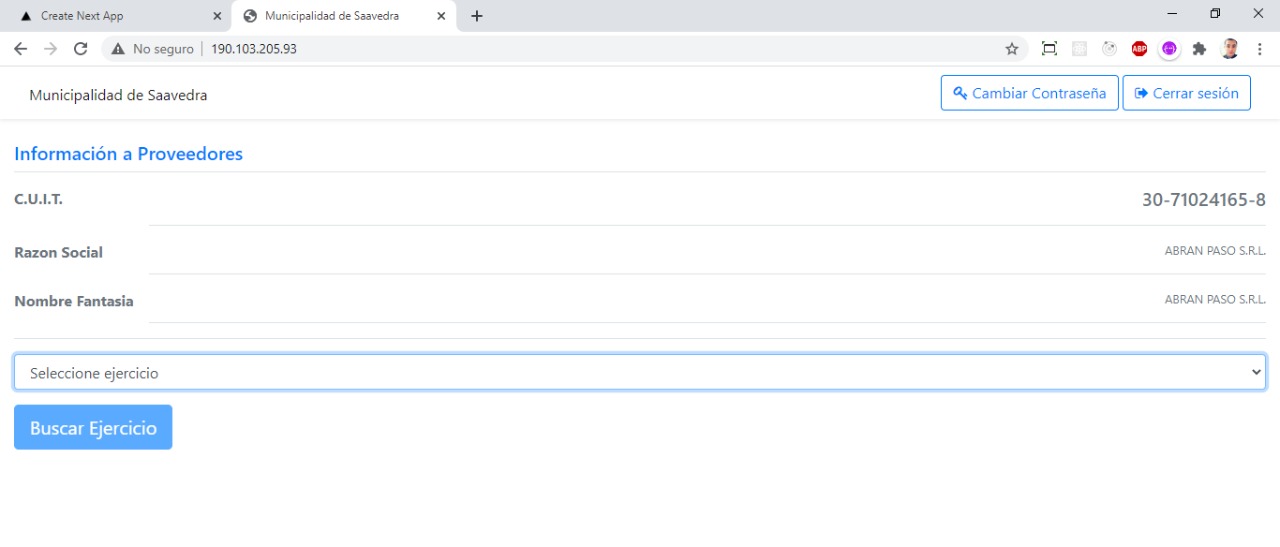 Create Next App
Municipalidad de Saavedra
No seguro
190.103.205.93
ABP
Municipalidad de Saavedra
Cambiar Contraseña
Cerrar sesión
Información a Proveedores
C.U.I.T.
30-71024165-8
Razon Social
ABRAN PASO S.R.L.
Nombre Fantasia
ABRAN PASO S.R.L.
Seleccione ejercicio
Buscar Ejercicio